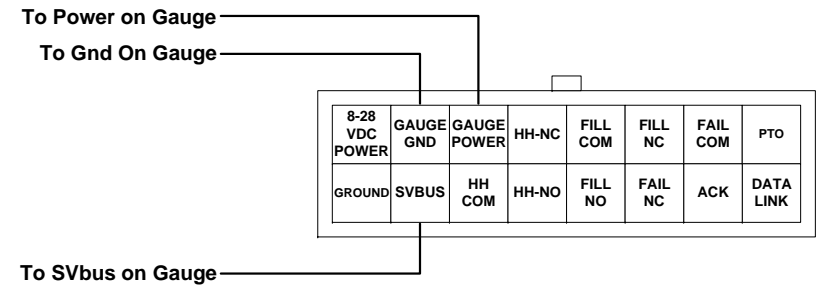 To Power on Gauge
To Gnd On Gauge
8-28
VDC
POWER
GAUGE
GND
GAUGE
POWER
HH-NC
FILL
COM
FILL
NC
FAIL
COM
PTO
GROUND
SVBUS
HH
COM
HH-NO
FILL
NO
FAIL
NC
ACK
DATA
LINK
To SVbus on Gauge